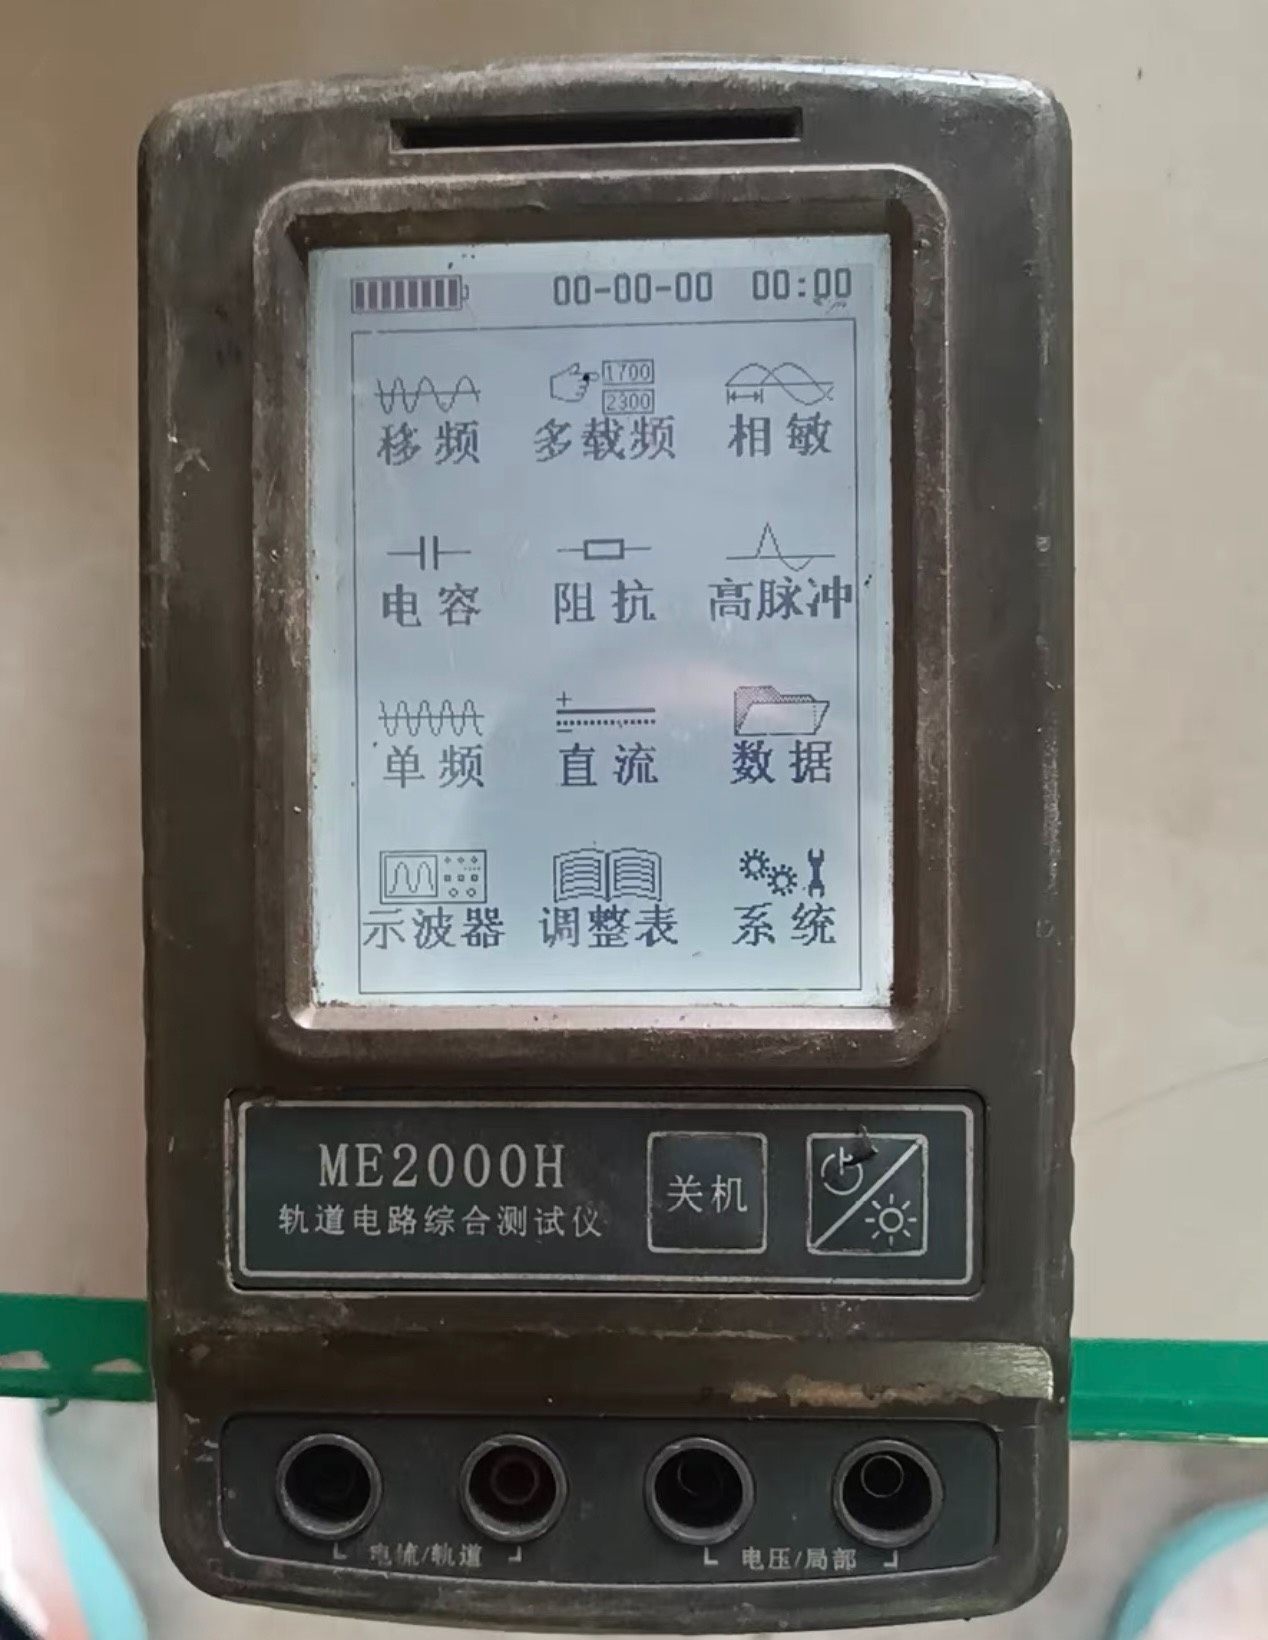 00-00-00 00:00
1700
2300
移频 多载频 相敏
电容 阻抗 高脉冲
+
−
单频 直流 数据
示波器 调整表 系统
ME2000H
轨道电路综合测试仪
关机
电流/轨道 电压/局部